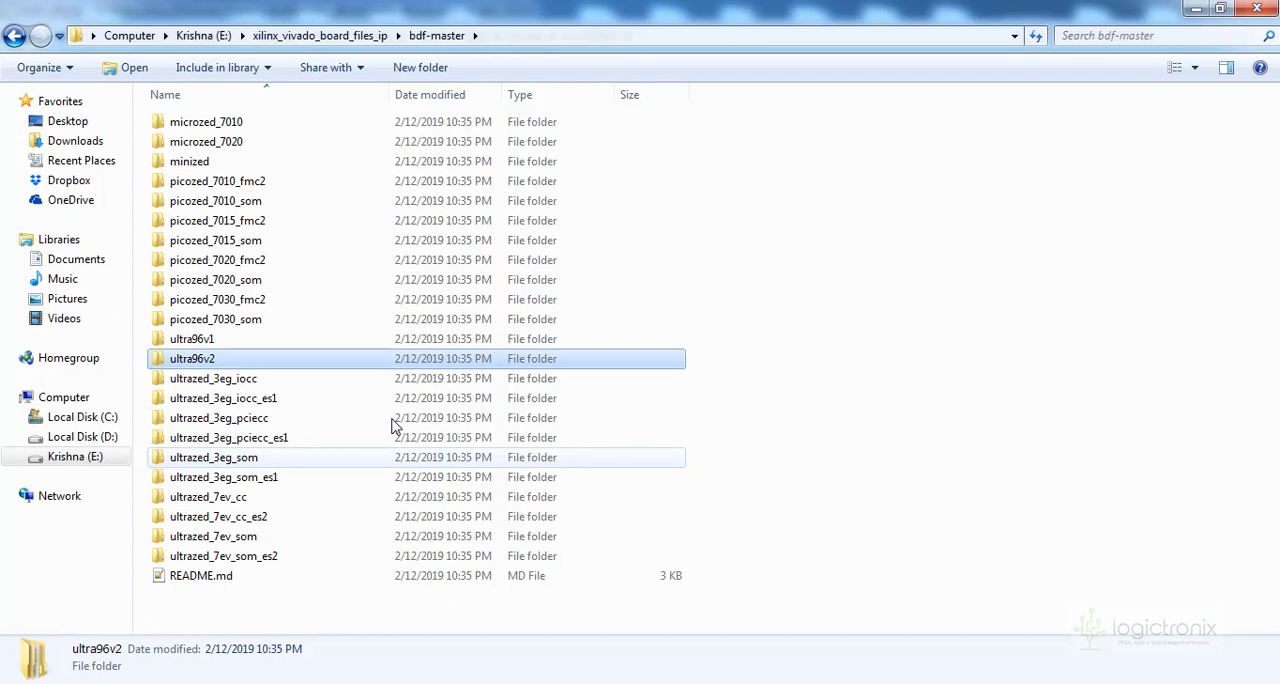 Computer ▸ Krishna (E:) ▸ xilinx_vivado_board_files_ip ▸ bdf-master ▸
Search bdf-master
Organize Open Include in library Share with New folder
Name Date modified Type Size
Favorites
Desktop
Downloads
Recent Places
Dropbox
OneDrive
Libraries
Documents
Music
Pictures
Videos
Homegroup
Computer
Local Disk (C:)
Local Disk (D:)
Krishna (E:)
Network
microzed_7010 2/12/2019 10:35 PM File folder
microzed_7020 2/12/2019 10:35 PM File folder
minized 2/12/2019 10:35 PM File folder
picozed_7010_fmc2 2/12/2019 10:35 PM File folder
picozed_7010_som 2/12/2019 10:35 PM File folder
picozed_7015_fmc2 2/12/2019 10:35 PM File folder
picozed_7015_som 2/12/2019 10:35 PM File folder
picozed_7020_fmc2 2/12/2019 10:35 PM File folder
picozed_7020_som 2/12/2019 10:35 PM File folder
picozed_7030_fmc2 2/12/2019 10:35 PM File folder
picozed_7030_som 2/12/2019 10:35 PM File folder
ultra96v1 2/12/2019 10:35 PM File folder
ultra96v2 2/12/2019 10:35 PM File folder
ultrazed_3eg_iocc 2/12/2019 10:35 PM File folder
ultrazed_3eg_iocc_es1 2/12/2019 10:35 PM File folder
ultrazed_3eg_pciecc 2/12/2019 10:35 PM File folder
ultrazed_3eg_pciecc_es1 2/12/2019 10:35 PM File folder
ultrazed_3eg_som 2/12/2019 10:35 PM File folder
ultrazed_3eg_som_es1 2/12/2019 10:35 PM File folder
ultrazed_7ev_cc 2/12/2019 10:35 PM File folder
ultrazed_7ev_cc_es2 2/12/2019 10:35 PM File folder
ultrazed_7ev_som 2/12/2019 10:35 PM File folder
ultrazed_7ev_som_es2 2/12/2019 10:35 PM File folder
README.md 2/12/2019 10:35 PM MD File 3 KB
logictronix
ultra96v2 Date modified: 2/12/2019 10:35 PM
File folder